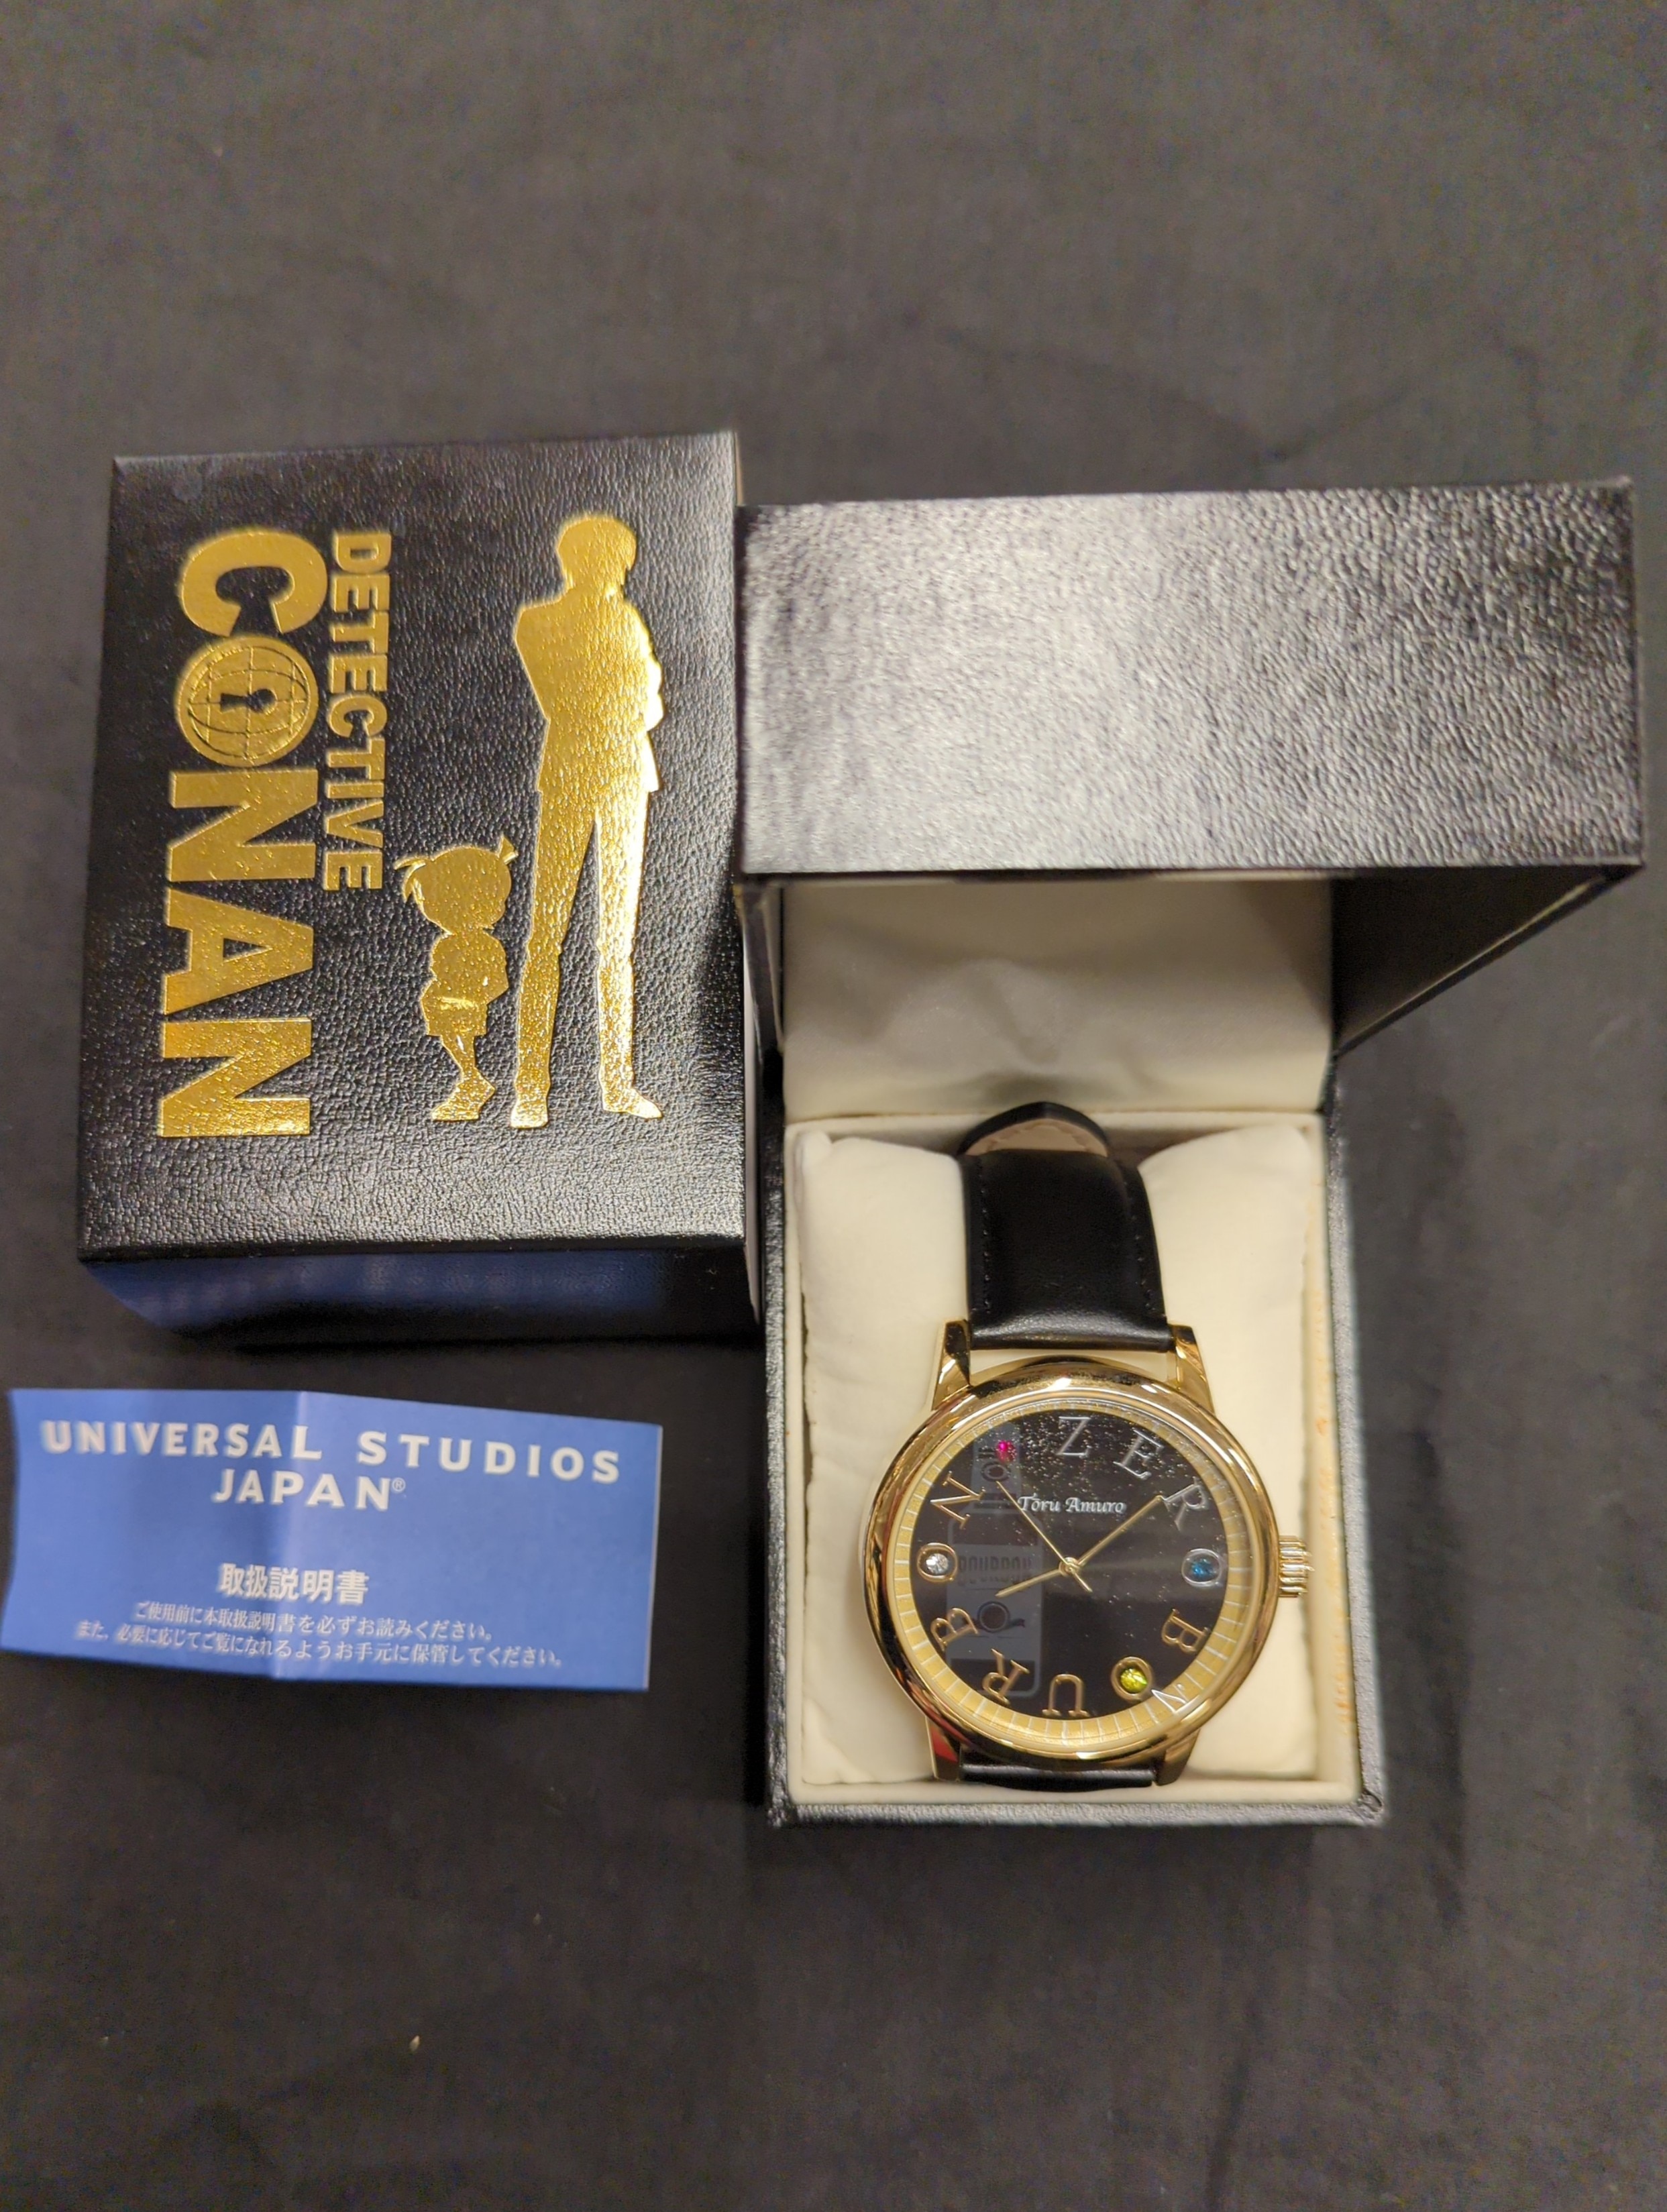 DETECTIVE
CONAN
UNIVERSAL STUDIOS
JAPAN®
取扱説明書
ご使用前に本取扱説明書を必ずお読みください。
また、必要に応じてご覧になれるようお手元に保管してください。
ZERO
BOURBON
Tōru Amuro